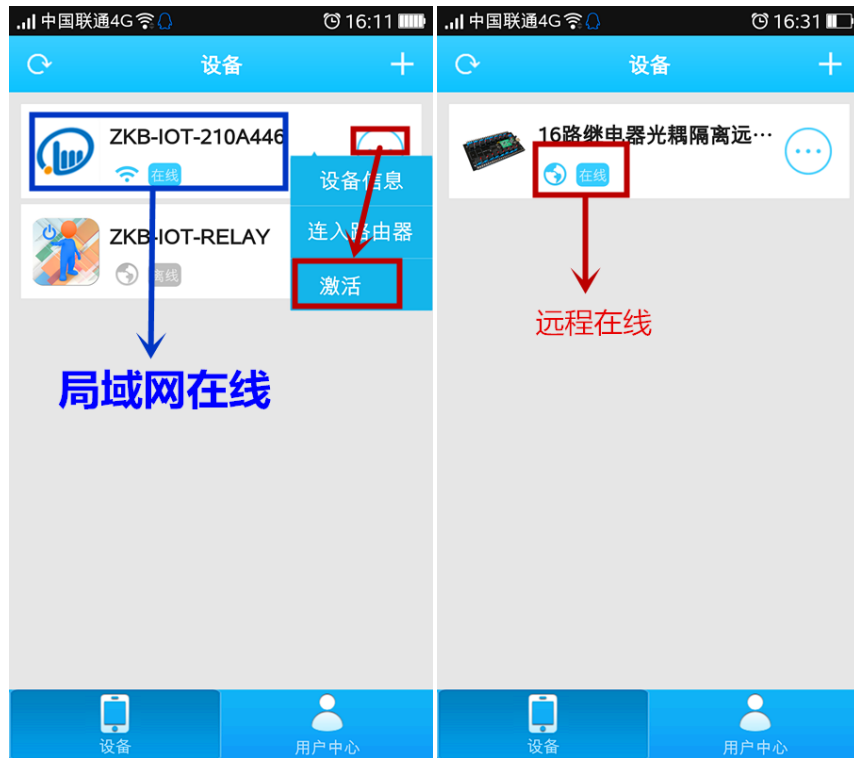 中国联通4G 16:11
设备
ZKB-IOT-210A446
在线
设备信息
连入路由器
激活
ZKB-IOT-RELAY
离线
局域网在线
设备
用户中心
中国联通4G 16:31
设备
16路继电器光耦隔离远…
在线
远程在线
设备
用户中心